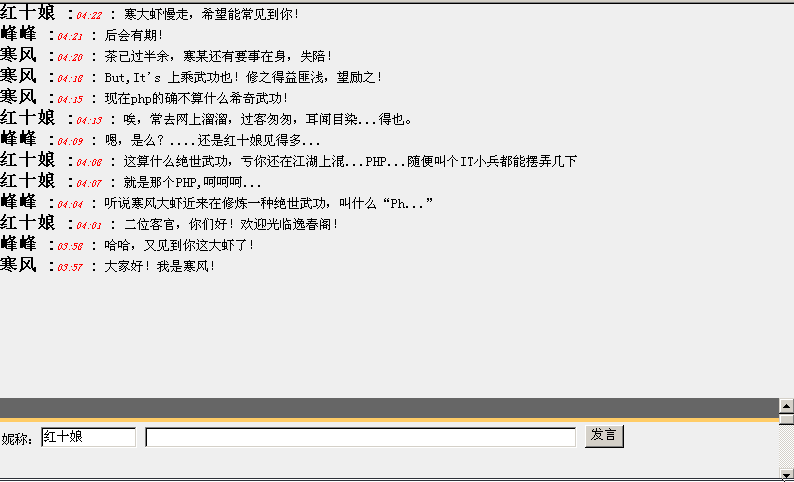 红十娘 :04:22 : 寒大虾慢走，希望能常见到你!
峰峰 :04:21 : 后会有期!
寒风 :04:20 : 茶已过半余，寒某还有要事在身，失陪!
寒风 :04:18 : But,It's 上乘武功也! 修之得益匪浅，望励之!
寒风 :04:15 : 现在php的确不算什么希奇武功!
红十娘 :04:13 : 唉，常去网上溜溜，过客匆匆，耳闻目染...得也。
峰峰 :04:09 : 嗯，是么? ....还是红十娘见得多...
红十娘 :04:08 : 这算什么绝世武功，亏你还在江湖上混...PHP...随便叫个IT小兵都能摆弄几下
红十娘 :04:07 : 就是那个PHP,呵呵呵...
峰峰 :04:04 : 听说寒风大虾近来在修炼一种绝世武功，叫什么“Ph...”
红十娘 :04:01 : 二位客官，你们好! 欢迎光临逸春阁!
峰峰 :03:58 : 哈哈，又见到你这大虾了!
寒风 :03:57 : 大家好! 我是寒风!
妮称: 红十娘 发言